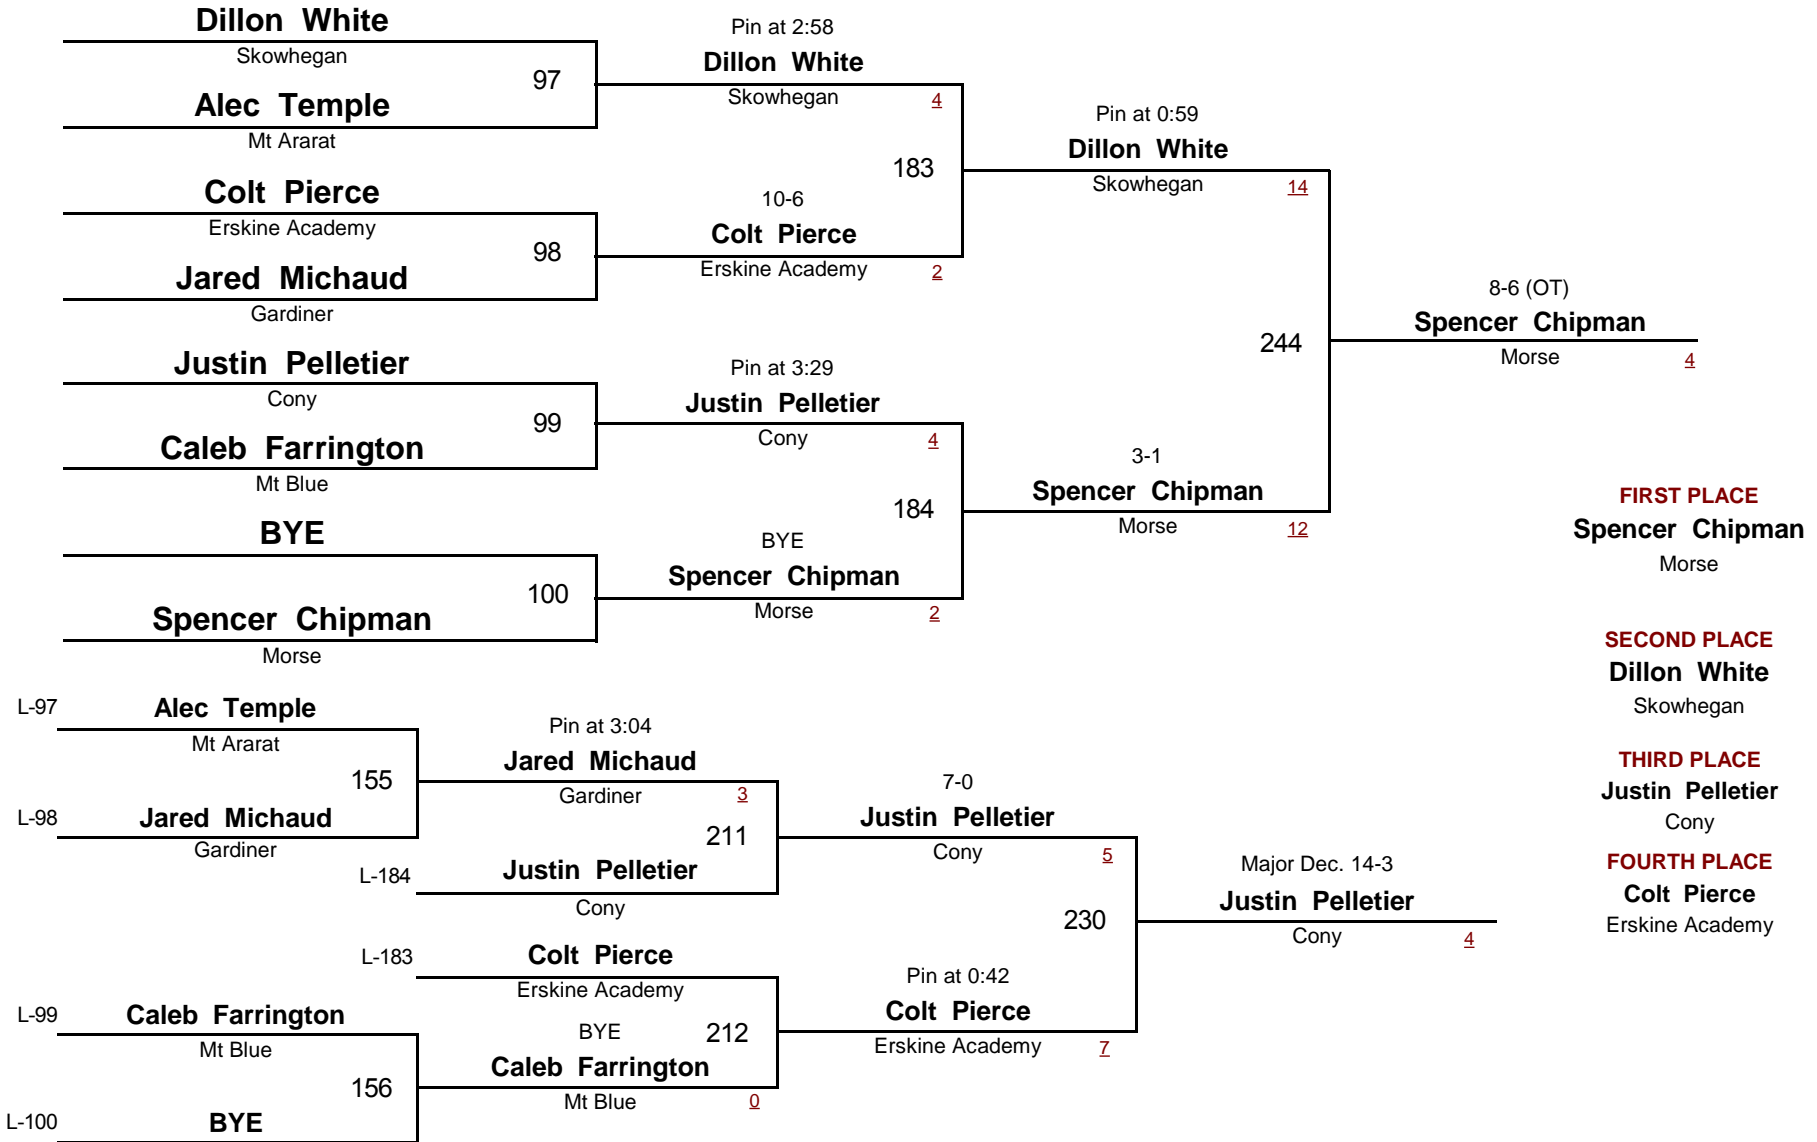 Dillon White
Skowhegan
97
Alec Temple
Mt Ararat
Colt Pierce
Erskine Academy
98
Jared Michaud
Gardiner
Justin Pelletier
Cony
99
Caleb Farrington
Mt Blue
BYE
100
Spencer Chipman
Morse
Pin at 2:58
Dillon White
Skowhegan 4
183
10-6
Colt Pierce
Erskine Academy 2
Pin at 3:29
Justin Pelletier
Cony 4
184
BYE
Spencer Chipman
Morse 2
Pin at 0:59
Dillon White
Skowhegan 14
244
3-1
Spencer Chipman
Morse 12
8-6 (OT)
Spencer Chipman
Morse 4
FIRST PLACE
Spencer Chipman
Morse
SECOND PLACE
Dillon White
Skowhegan
THIRD PLACE
Justin Pelletier
Cony
FOURTH PLACE
Colt Pierce
Erskine Academy
L-97 Alec Temple
Mt Ararat
155
L-98 Jared Michaud
Gardiner
Pin at 3:04
Jared Michaud
Gardiner 3
211
L-184 Justin Pelletier
Cony
L-183 Colt Pierce
Erskine Academy
BYE 212
Caleb Farrington
Mt Blue 0
L-99 Caleb Farrington
Mt Blue
156
L-100 BYE
7-0
Justin Pelletier
Cony 5
230
Pin at 0:42
Colt Pierce
Erskine Academy 7
Major Dec. 14-3
Justin Pelletier
Cony 4